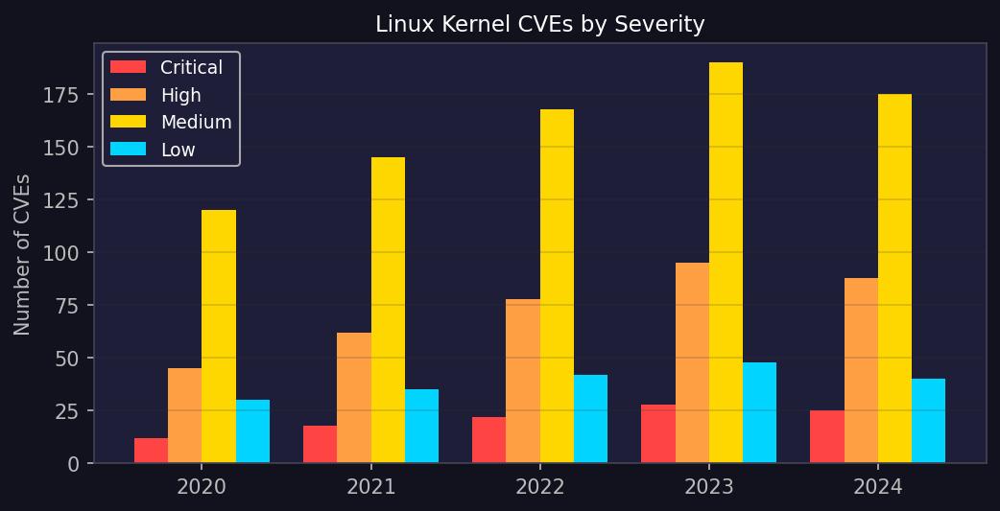 Linux Kernel CVEs by Severity
Critical
High
Medium
Low
Number of CVEs
175
150
125
100
75
50
25
0
2020
2021
2022
2023
2024